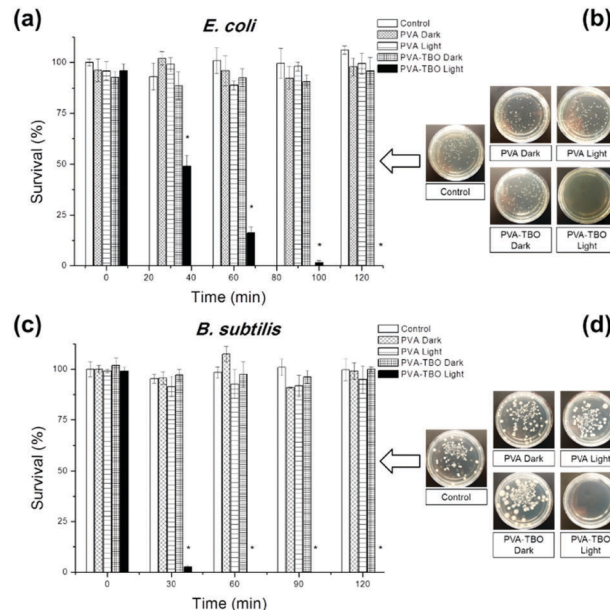 (a)
E. coli
Control
PVA Dark
PVA Light
PVA-TBO Dark
PVA-TBO Light
(b)
Survival (%)
100
75
50
25
0
*
*
*
*
0
20
40
60
80
100
120
Time (min)
Control
PVA Dark
PVA Light
PVA-TBO
Dark
PVA-TBO
Light
(c)
B. subtilis
Control
PVA Dark
PVA Light
PVA-TBO Dark
PVA-TBO Light
(d)
Survival (%)
100
75
50
25
0
*
*
*
*
0
30
60
90
120
Time (min)
Control
PVA Dark
PVA Light
PVA-TBO
Dark
PVA-TBO
Light